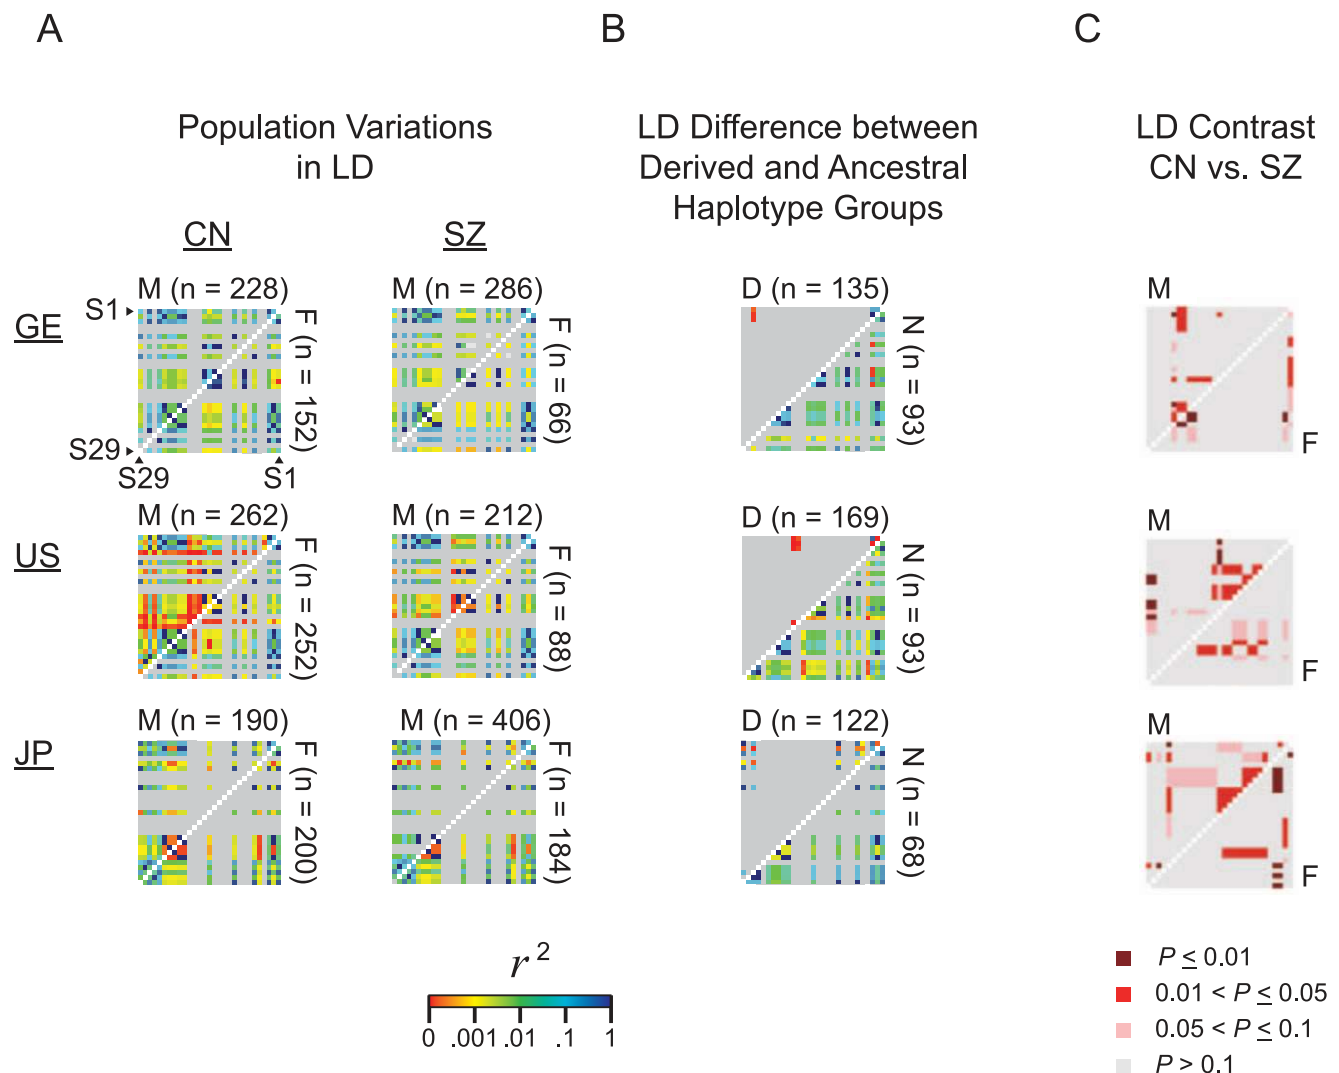 A
B
C
Population Variations
in LD
LD Difference between
Derived and Ancestral
Haplotype Groups
LD Contrast
CN vs. SZ
CN
SZ
GE
M (n = 228)
F (n = 152)
S1
S29
S29
S1
M (n = 286)
F (n = 66)
D (n = 135)
N (n = 93)
M
F
US
M (n = 262)
F (n = 252)
M (n = 212)
F (n = 88)
D (n = 169)
N (n = 93)
M
F
JP
M (n = 190)
F (n = 200)
M (n = 406)
F (n = 184)
D (n = 122)
N (n = 68)
M
F
r²
0 .001 .01 .1 1
P ≤ 0.01
0.01 < P ≤ 0.05
0.05 < P ≤ 0.1
P > 0.1